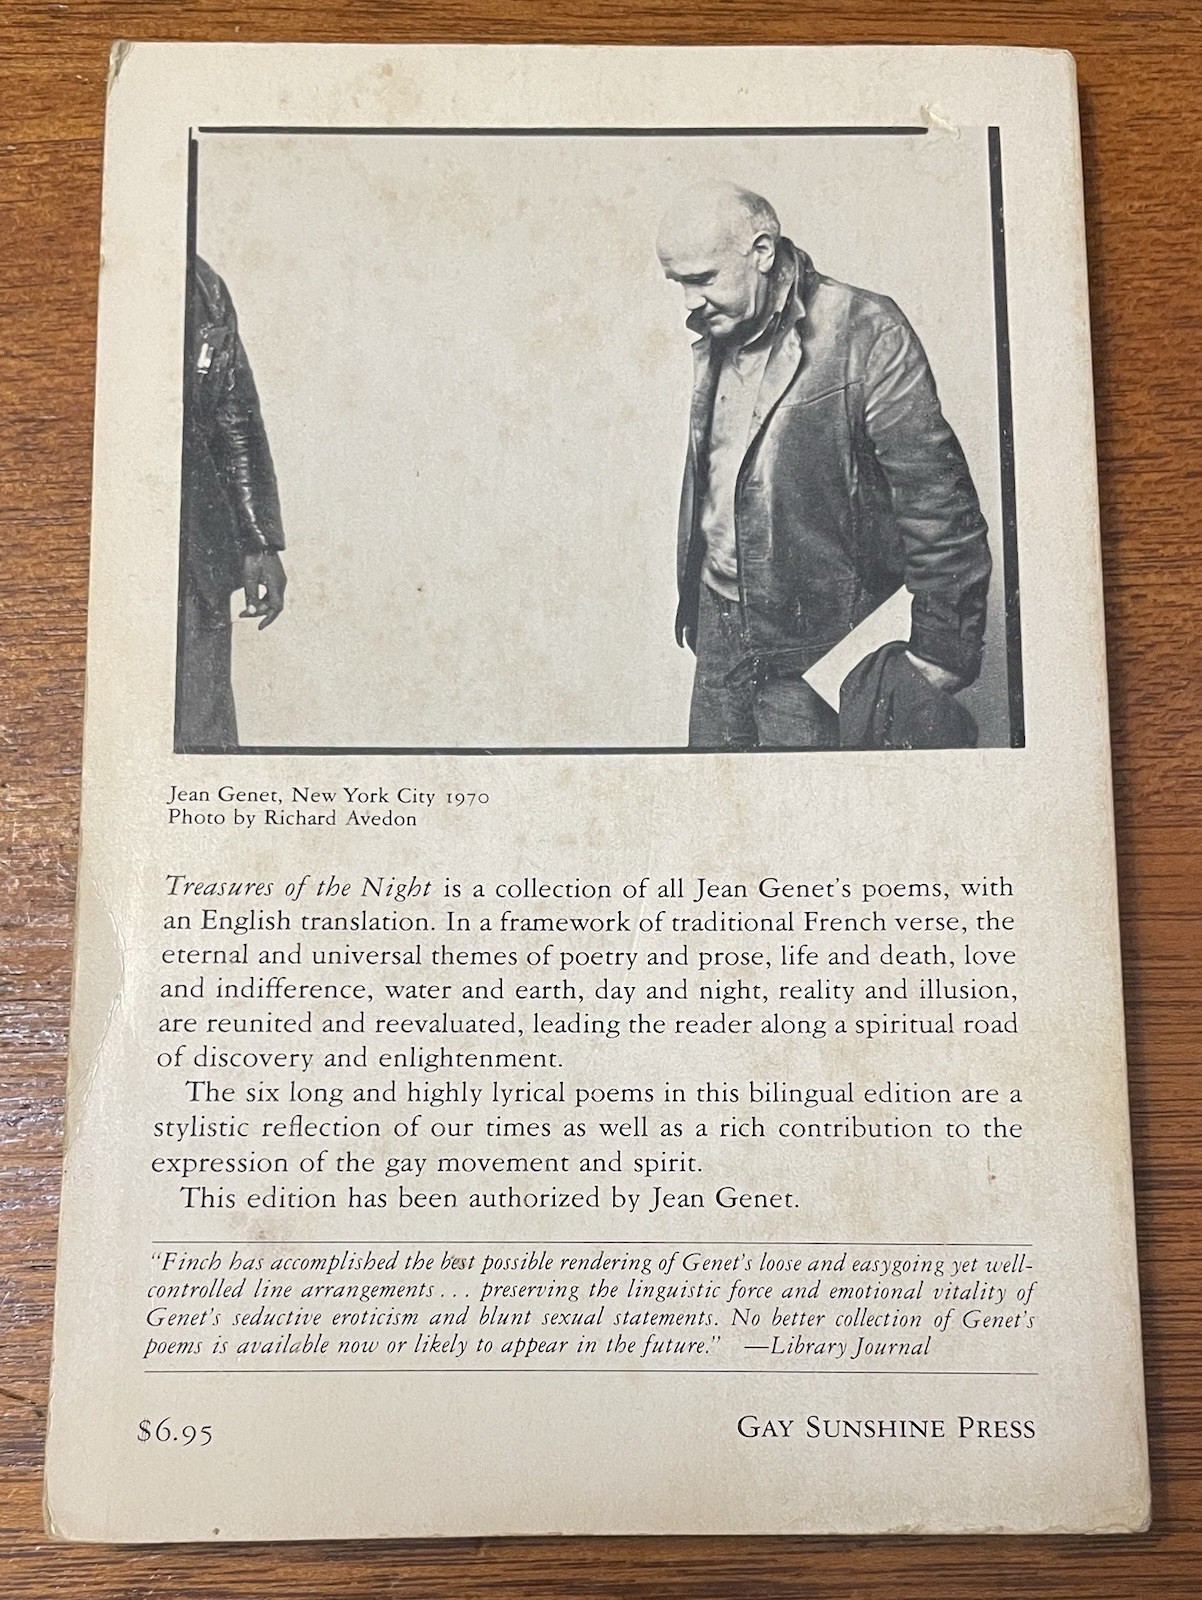 Jean Genet, New York City 1970
Photo by Richard Avedon
Treasures of the Night is a collection of all Jean Genet's poems, with
an English translation. In a framework of traditional French verse, the
eternal and universal themes of poetry and prose, life and death, love
and indifference, water and earth, day and night, reality and illusion,
are reunited and reevaluated, leading the reader along a spiritual road
of discovery and enlightenment.
The six long and highly lyrical poems in this bilingual edition are a
stylistic reflection of our times as well as a rich contribution to the
expression of the gay movement and spirit.
This edition has been authorized by Jean Genet.
"Finch has accomplished the best possible rendering of Genet's loose and easygoing yet well-
controlled line arrangements . . . preserving the linguistic force and emotional vitality of
Genet's seductive eroticism and blunt sexual statements. No better collection of Genet's
poems is available now or likely to appear in the future." —Library Journal
$6.95 GAY SUNSHINE PRESS